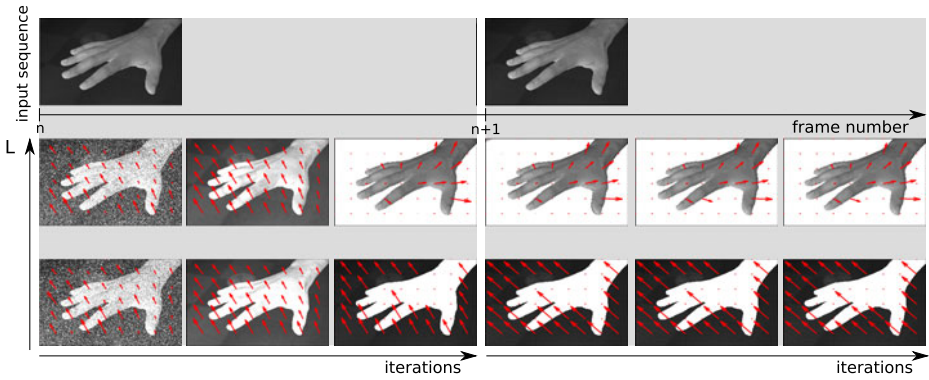 input sequence
n
n+1
frame number
L
iterations
iterations